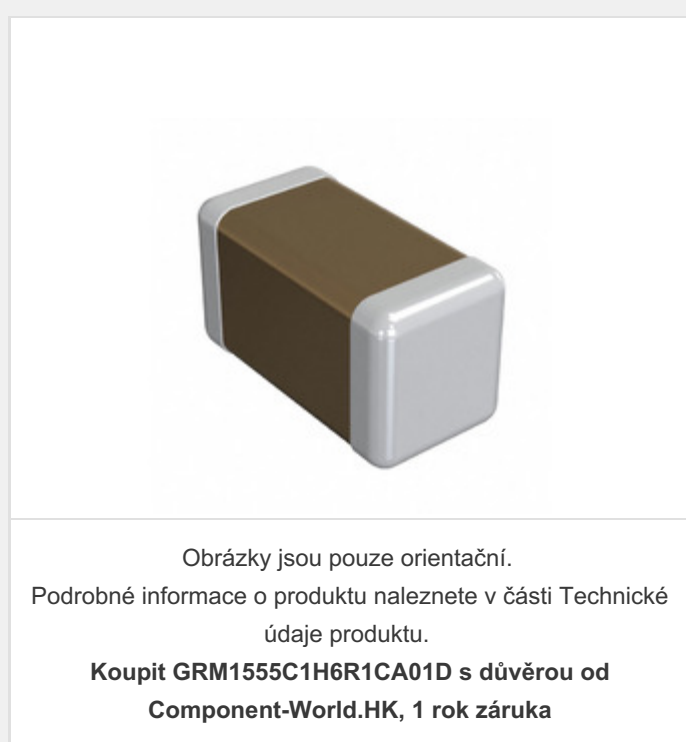 Obrázky jsou pouze orientační.
Podrobné informace o produktu naleznete v části Technické
údaje produktu.
Koupit GRM1555C1H6R1CA01D s důvěrou od
Component-World.HK, 1 rok záruka